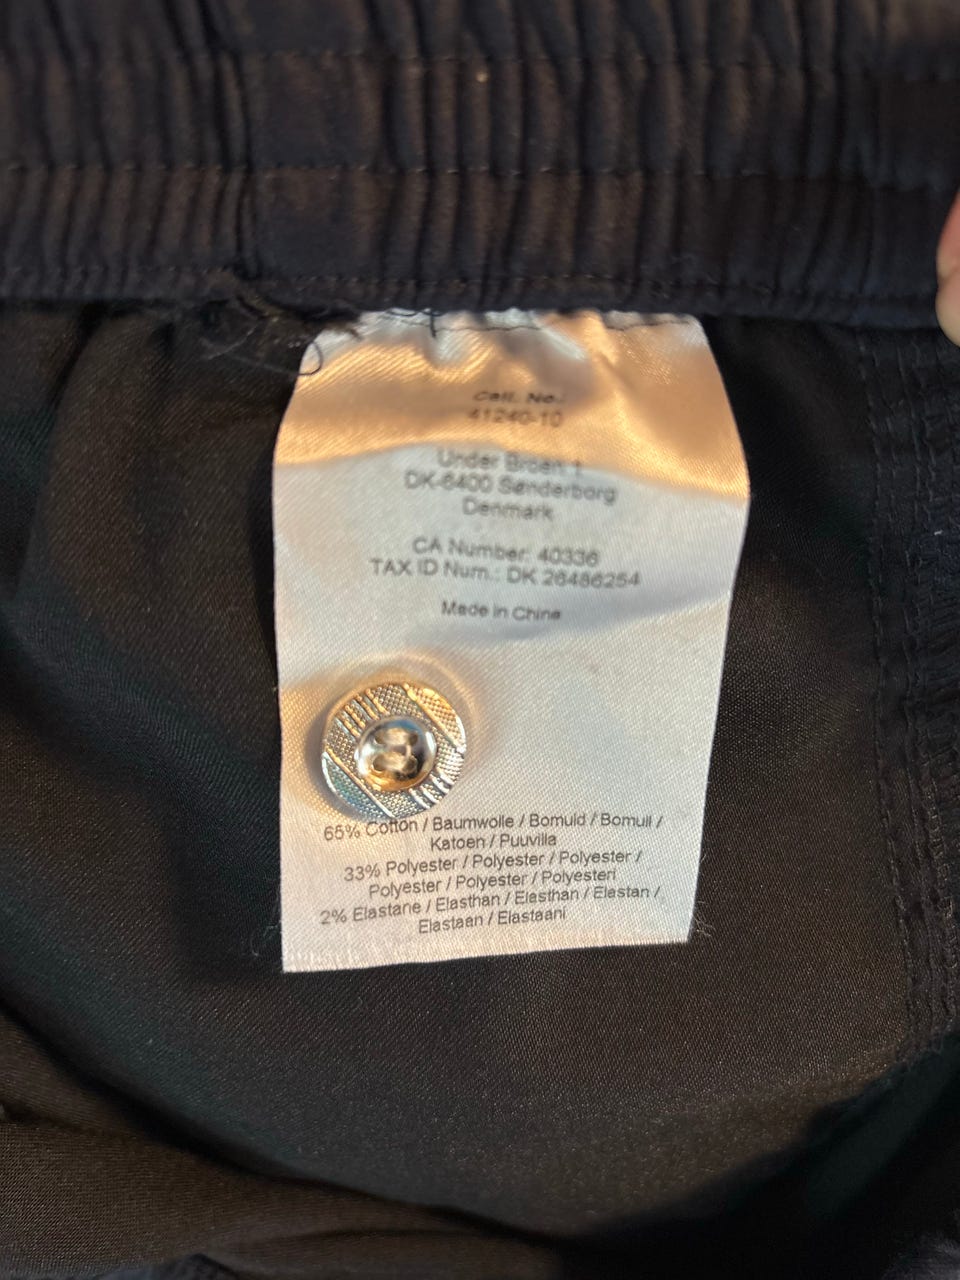 Coll. No.
41240-10
Under Broen 1
DK-6400 Sønderborg
Denmark
CA Number: 40336
TAX ID Num.: DK 26486254
Made in China
65% Cotton / Baumwolle / Bomuld / Bomull /
Katoen / Puuvilla
33% Polyester / Polyester / Polyester /
Polyester / Polyester / Polyesteri
2% Elastane / Elasthan / Elasthan / Elastan /
Elastaan / Elastaani